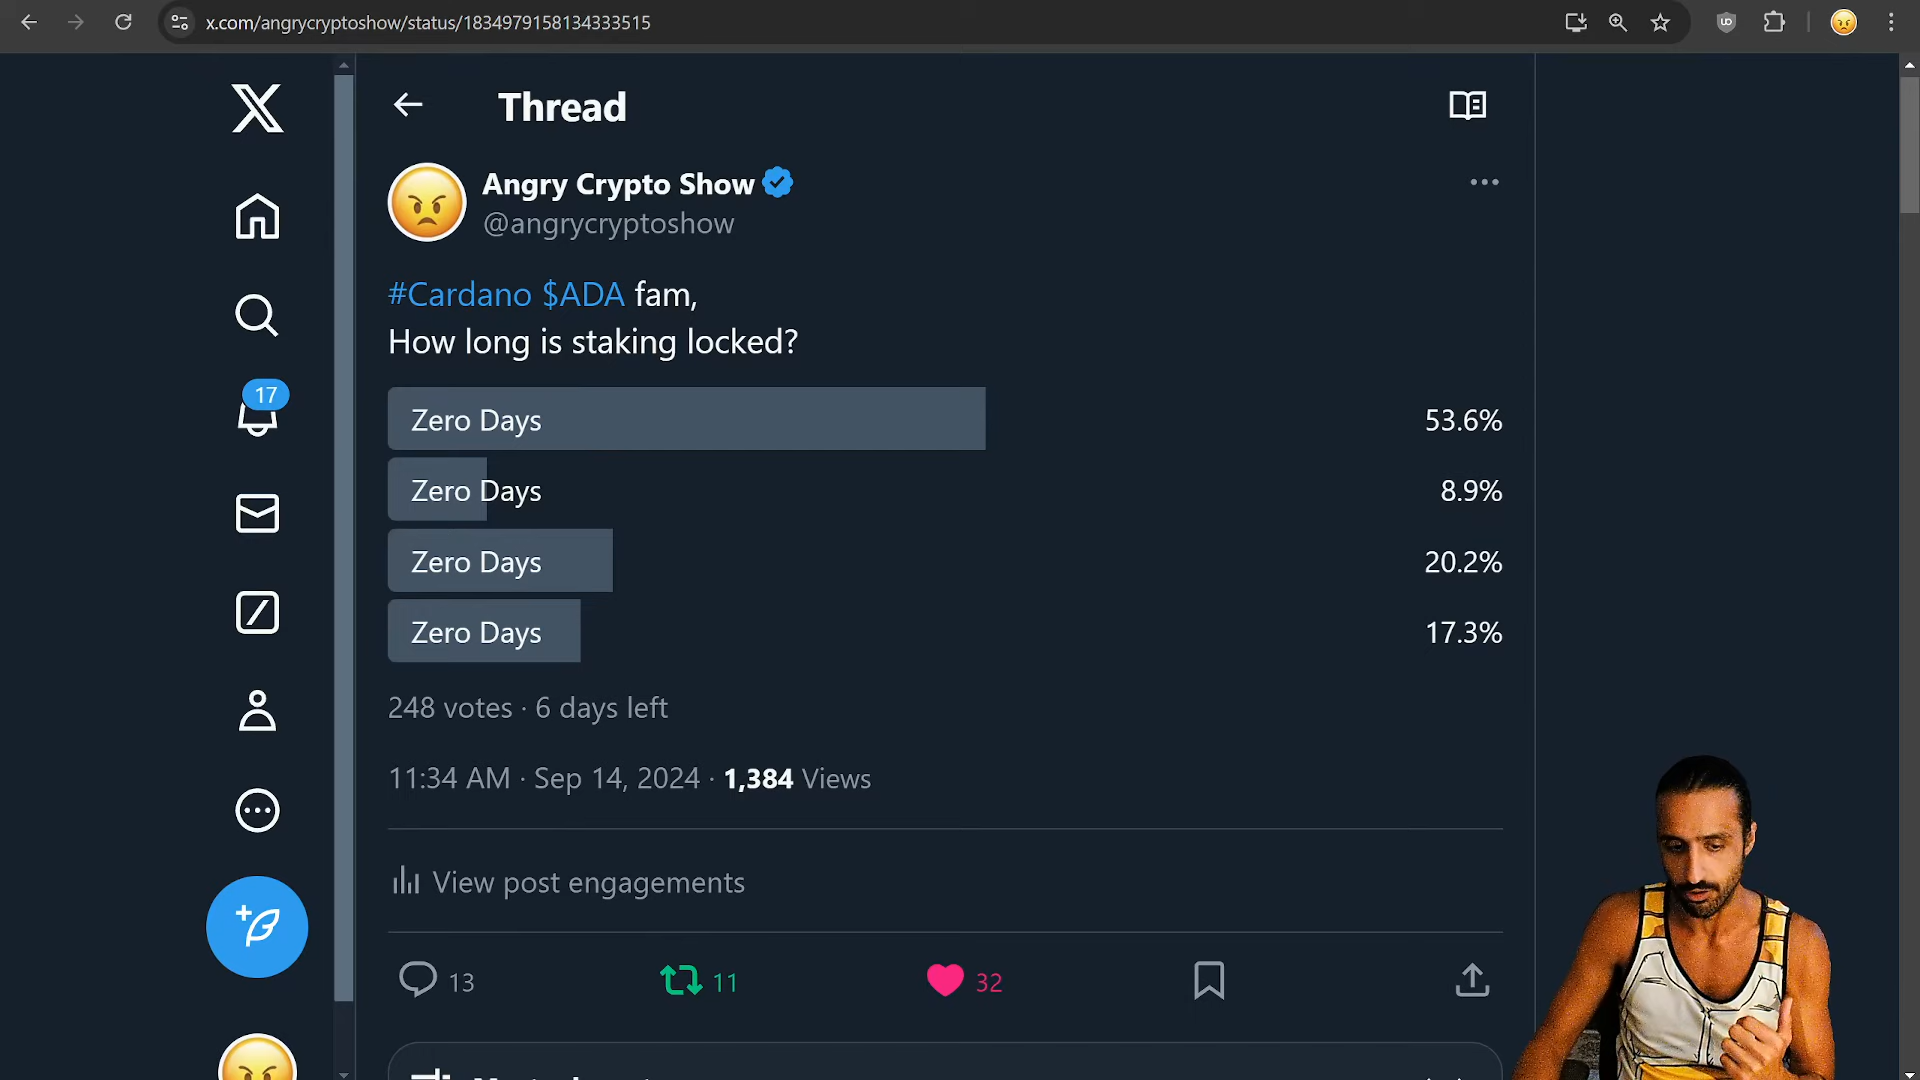 x.com/angrycryptoshow/status/1834979158134333515
Thread
Angry Crypto Show
@angrycryptoshow
#Cardano $ADA fam,
How long is staking locked?
Zero Days 53.6%
Zero Days 8.9%
Zero Days 20.2%
Zero Days 17.3%
248 votes · 6 days left
11:34 AM · Sep 14, 2024 · 1,384 Views
View post engagements
13 11 32
17